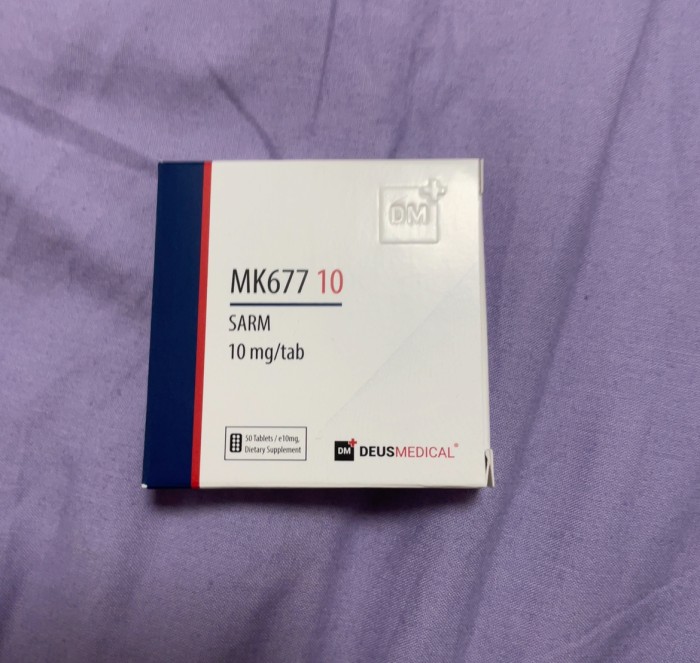 DM
MK677 10
SARM
10 mg/tab
50 Tablets / e10mg,
Dietary Supplement
DM DEUSMEDICAL®